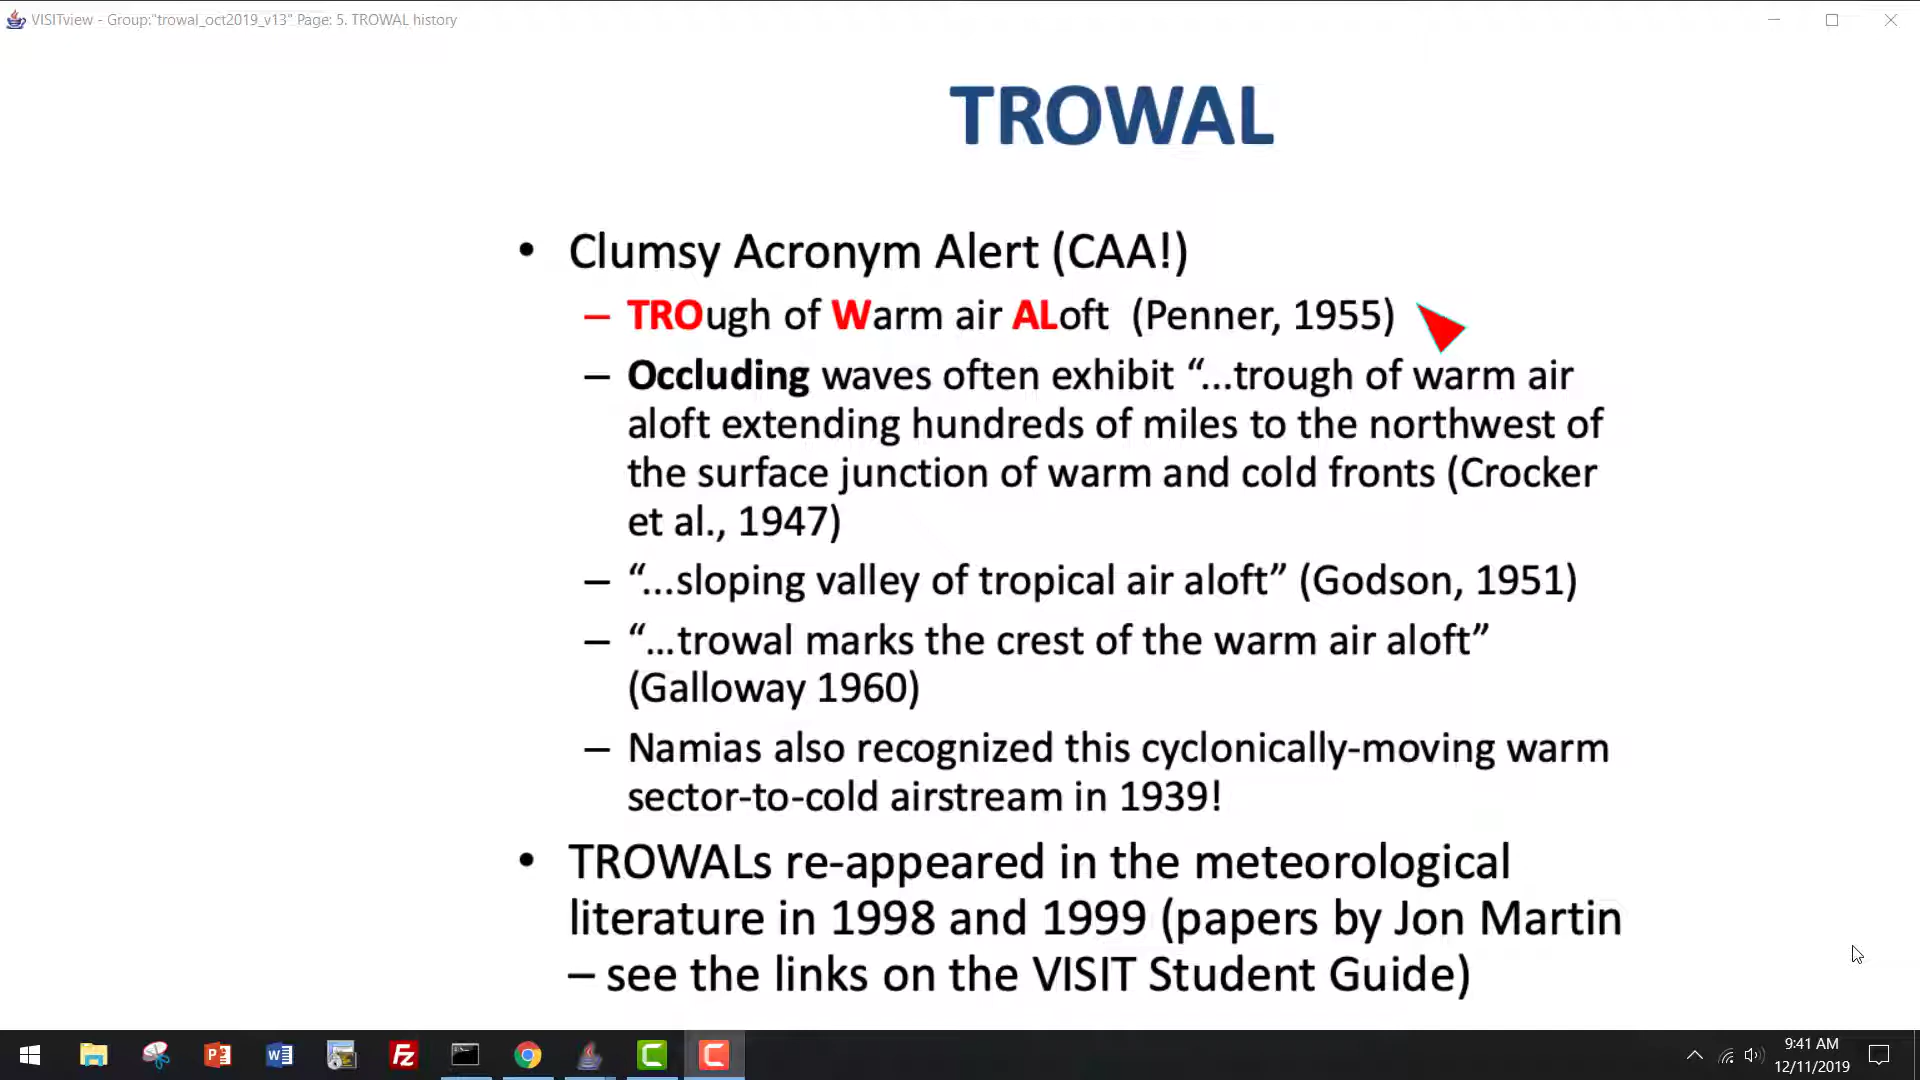 VISITview - Group:"trowal_oct2019_v13" Page: 5. TROWAL history
TROWAL
• Clumsy Acronym Alert (CAA!)
– TROugh of Warm air ALoft (Penner, 1955)
– Occluding waves often exhibit “...trough of warm air
aloft extending hundreds of miles to the northwest of
the surface junction of warm and cold fronts (Crocker
et al., 1947)
– “...sloping valley of tropical air aloft” (Godson, 1951)
– “...trowal marks the crest of the warm air aloft”
(Galloway 1960)
– Namias also recognized this cyclonically-moving warm
sector-to-cold airstream in 1939!
• TROWALs re-appeared in the meteorological
literature in 1998 and 1999 (papers by Jon Martin
– see the links on the VISIT Student Guide)
9:41 AM
12/11/2019